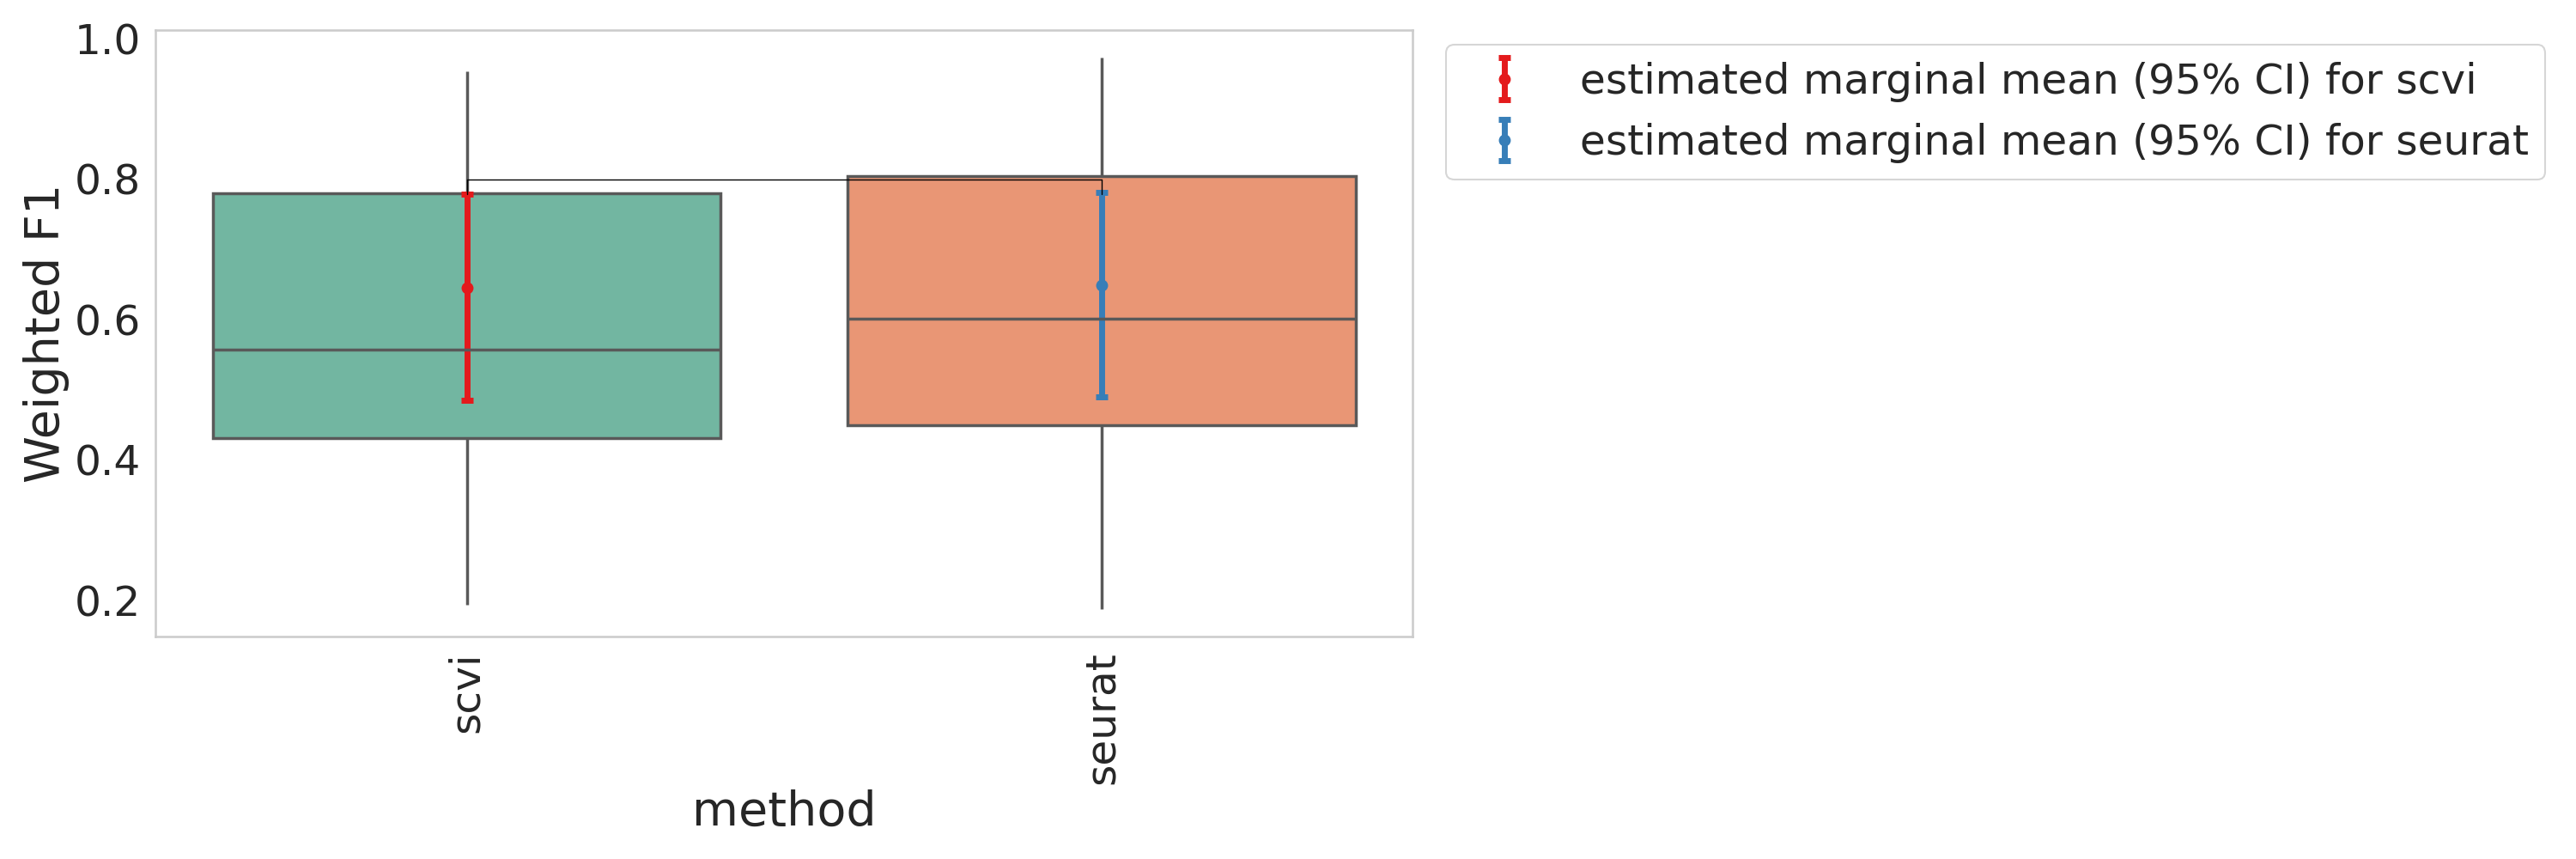 1.0
0.8
0.6
0.4
0.2
Weighted F1
scvi
seurat
method
estimated marginal mean (95% CI) for scvi
estimated marginal mean (95% CI) for seurat